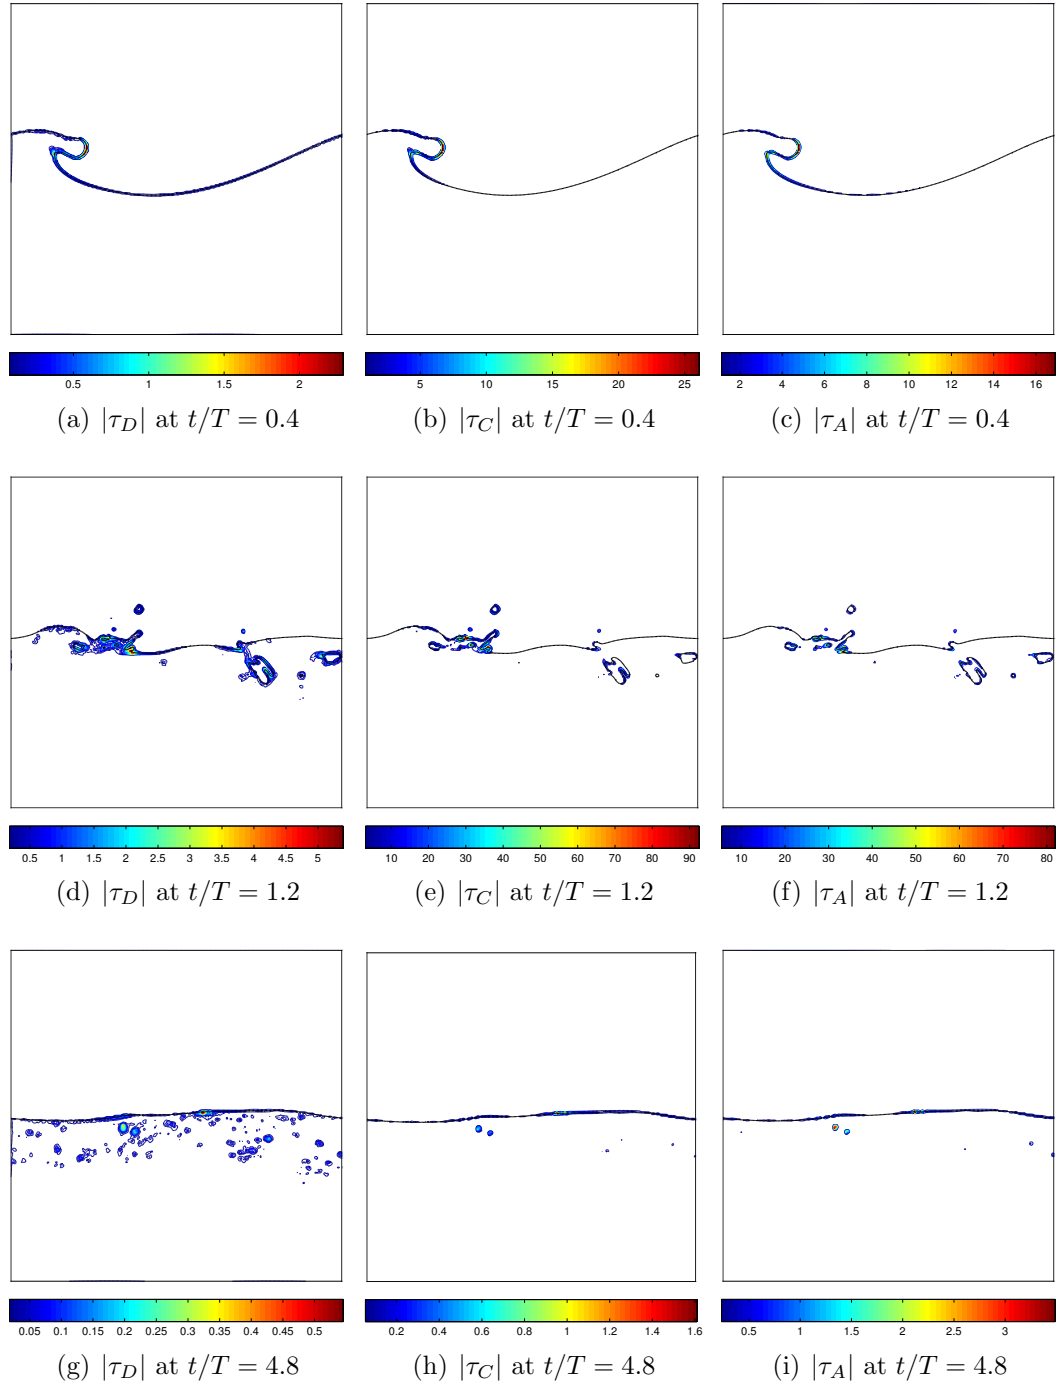 0.5 1 1.5 2
5 10 15 20 25
2 4 6 8 10 12 14 16
(a) |τ_D| at t/T = 0.4
(b) |τ_C| at t/T = 0.4
(c) |τ_A| at t/T = 0.4
0.5 1 1.5 2 2.5 3 3.5 4 4.5 5
10 20 30 40 50 60 70 80 90
10 20 30 40 50 60 70 80
(d) |τ_D| at t/T = 1.2
(e) |τ_C| at t/T = 1.2
(f) |τ_A| at t/T = 1.2
0.05 0.1 0.15 0.2 0.25 0.3 0.35 0.4 0.45 0.5
0.2 0.4 0.6 0.8 1 1.2 1.4 1.6
0.5 1 1.5 2 2.5 3
(g) |τ_D| at t/T = 4.8
(h) |τ_C| at t/T = 4.8
(i) |τ_A| at t/T = 4.8